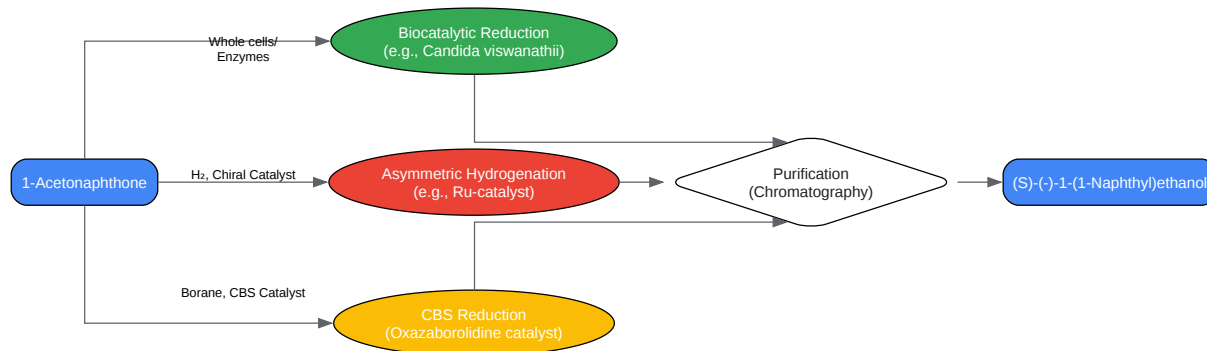 Whole cells/
Enzymes
Biocatalytic Reduction
(e.g., Candida viswanathii)
1-Acetonaphthone
H₂, Chiral Catalyst
Asymmetric Hydrogenation
(e.g., Ru-catalyst)
Purification
(Chromatography)
(S)-(-)-1-(1-Naphthyl)ethanol
Borane, CBS Catalyst
CBS Reduction
(Oxazaborolidine catalyst)